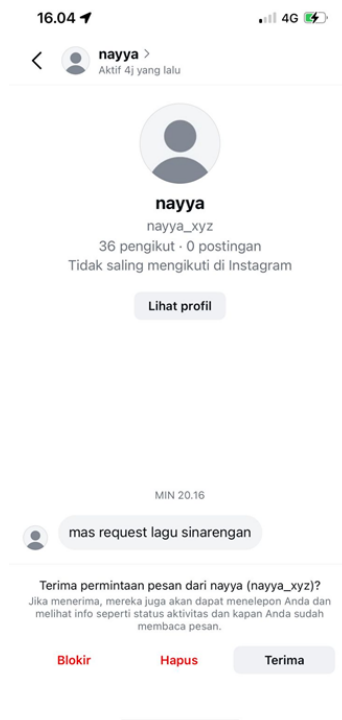 16.04
4G
nayya
Aktif 4j yang lalu
nayya
nayya_xyz
36 pengikut · 0 postingan
Tidak saling mengikuti di Instagram
Lihat profil
MIN 20.16
mas request lagu sinarengan
Terima permintaan pesan dari nayya (nayya_xyz)?
Jika menerima, mereka juga akan dapat menelepon Anda dan
melihat info seperti status aktivitas dan kapan Anda sudah
membaca pesan.
Blokir
Hapus
Terima